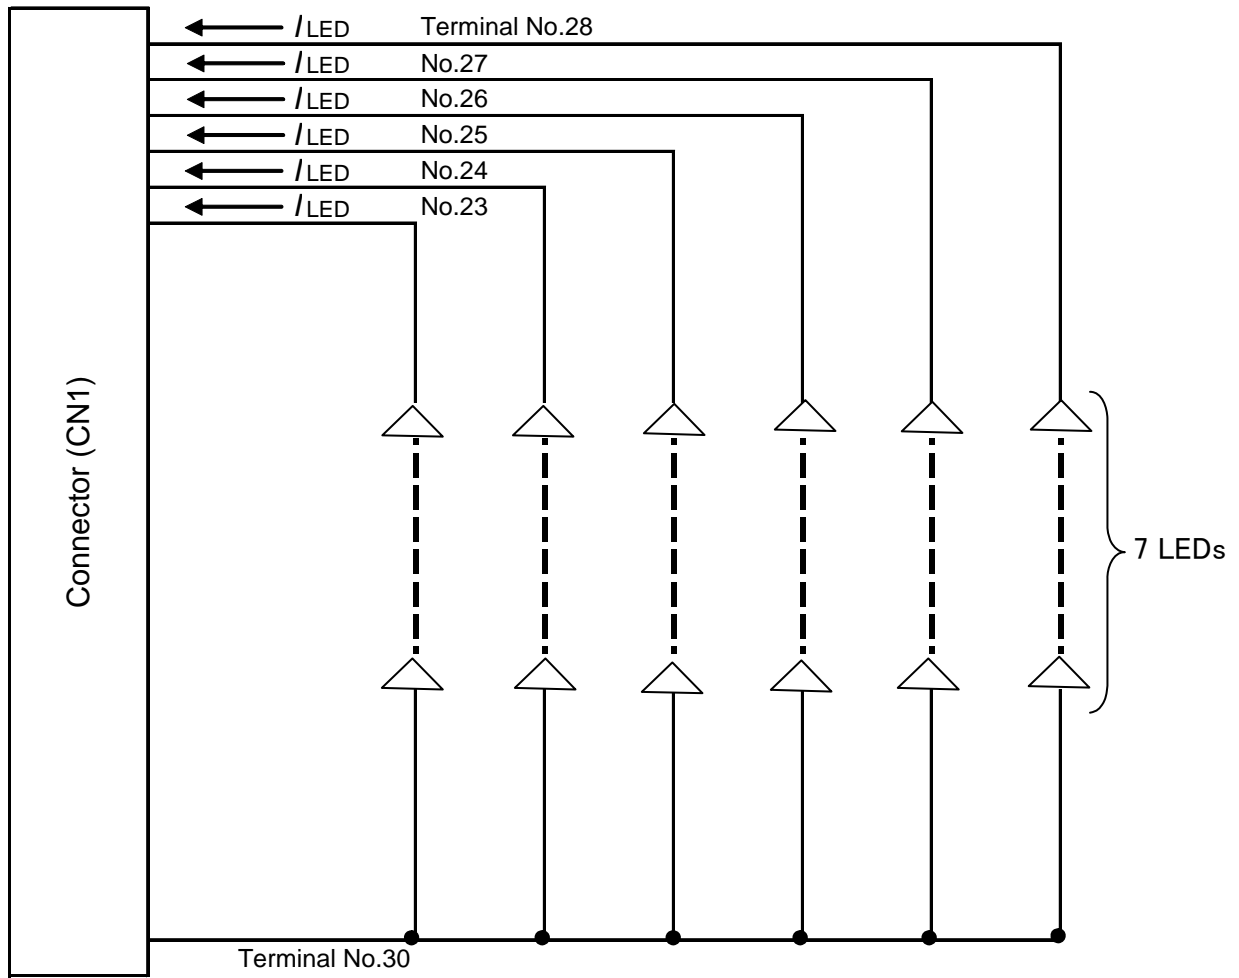 I LED Terminal No.28
I LED No.27
I LED No.26
I LED No.25
I LED No.24
I LED No.23
Connector (CN1)
7 LEDs
Terminal No.30